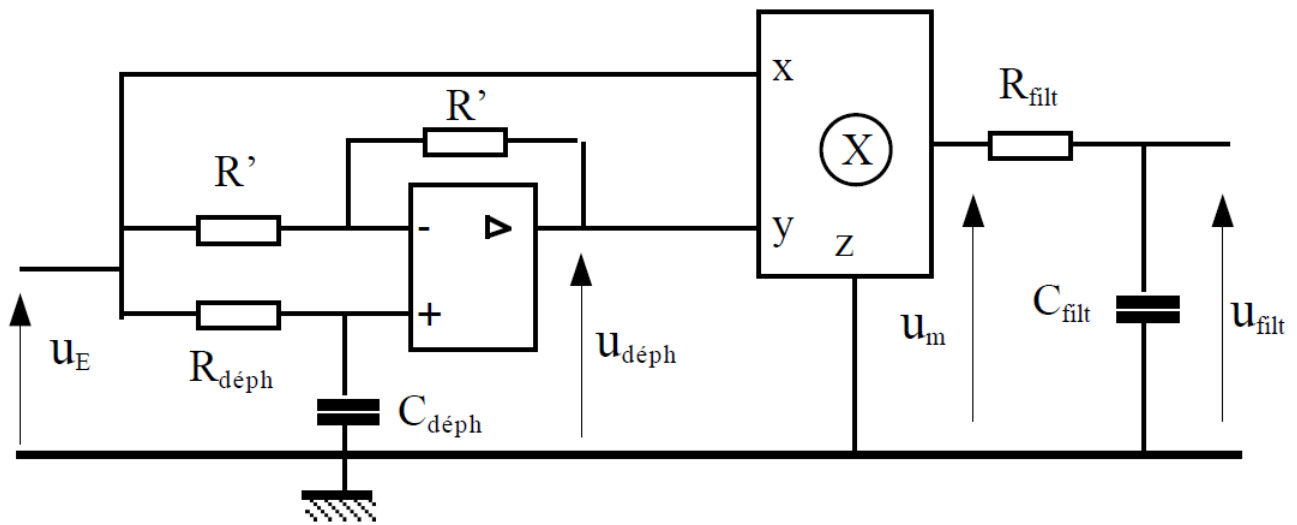 x
R_filt
R’
X
R’
-
y
z
+
C_filt
u_m
u_filt
u_E
R_déph
u_déph
C_déph